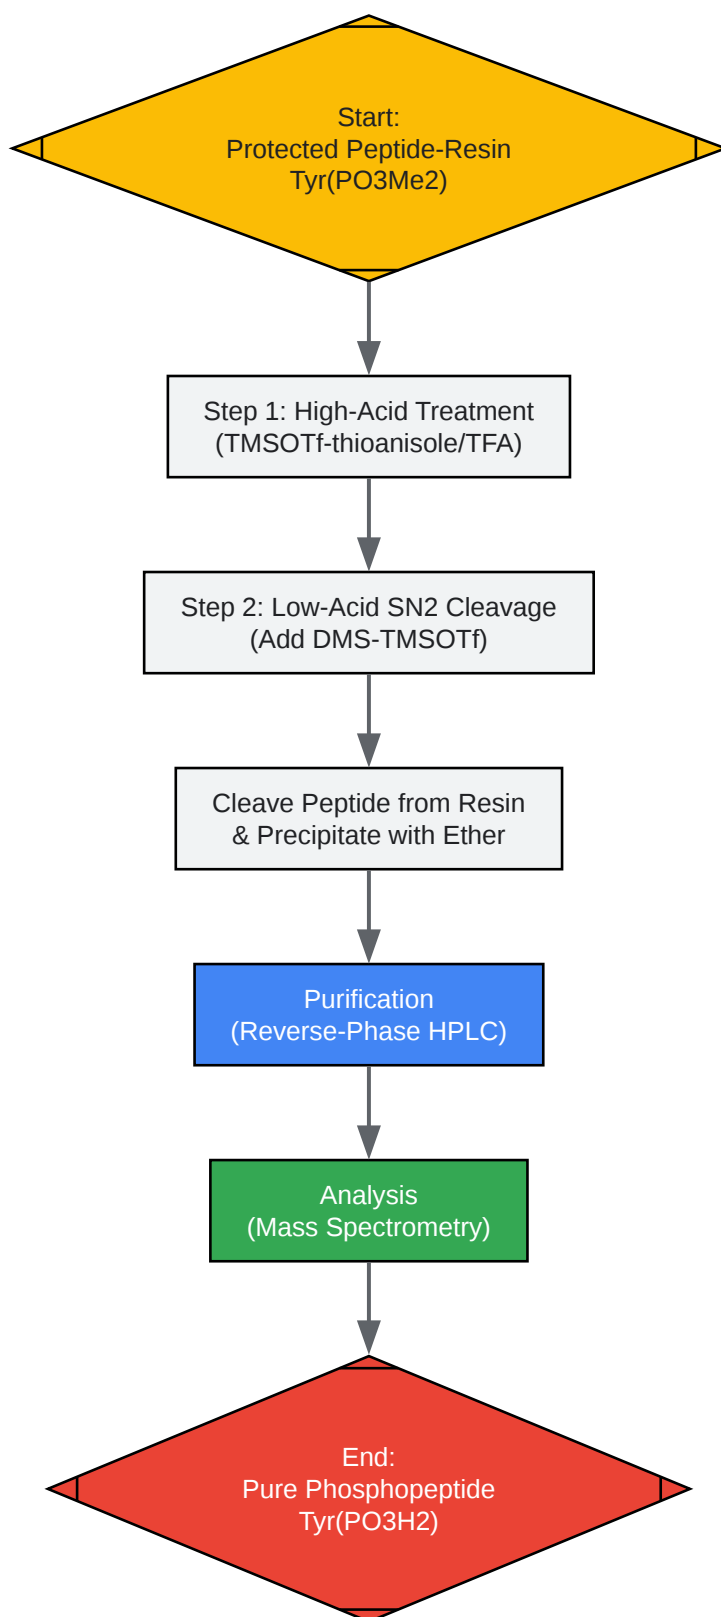 Start:
Protected Peptide-Resin
Tyr(PO3Me2)
Step 1: High-Acid Treatment
(TMSOTf-thioanisole/TFA)
Step 2: Low-Acid SN2 Cleavage
(Add DMS-TMSOTf)
Cleave Peptide from Resin
& Precipitate with Ether
Purification
(Reverse-Phase HPLC)
Analysis
(Mass Spectrometry)
End:
Pure Phosphopeptide
Tyr(PO3H2)